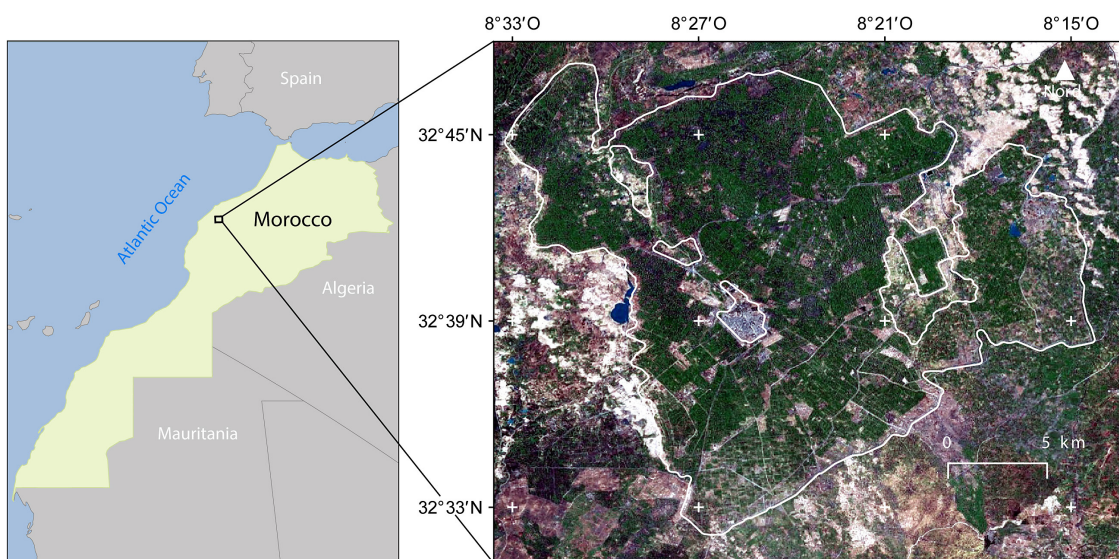 8°33′O 8°27′O 8°21′O 8°15′O
Spain
Nord
32°45′N
Atlantic Ocean
Morocco
Algeria
32°39′N
Mauritania
0 5 km
32°33′N